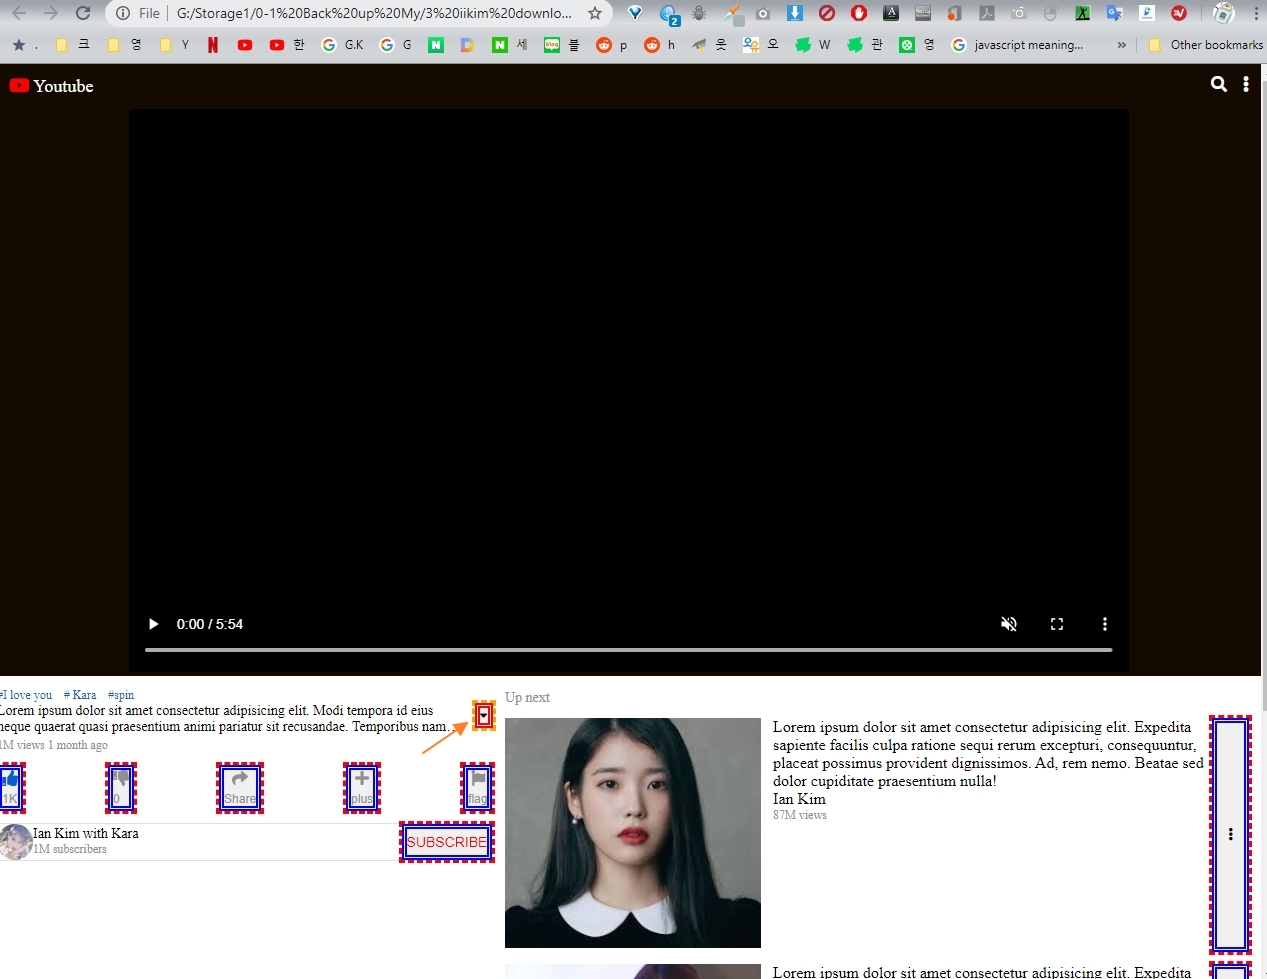 File
G:/Storage1/0-1%20Back%20up%20My/3%20iikim%20downlo...
2
.
크
영
Y
한
G.K
G
세
블
p
h
웃
오
W
관
영
javascript meaning...
»
Other bookmarks
Youtube
0:00 / 5:54
#I love you # Kara #spin
Lorem ipsum dolor sit amet consectetur adipisicing elit. Modi tempora id eius
neque quaerat quasi praesentium animi pariatur sit recusandae. Temporibus nam...
1M views 1 month ago
1K
0
Share
plus
flag
Ian Kim with Kara
1M subscribers
SUBSCRIBE
Up next
Lorem ipsum dolor sit amet consectetur adipisicing elit. Expedita
sapiente facilis culpa ratione sequi rerum excepturi, consequuntur,
placeat possimus provident dignissimos. Ad, rem nemo. Beatae sed
dolor cupiditate praesentium nulla!
Ian Kim
87M views
Lorem ipsum dolor sit amet consectetur adipisicing elit. Expedita